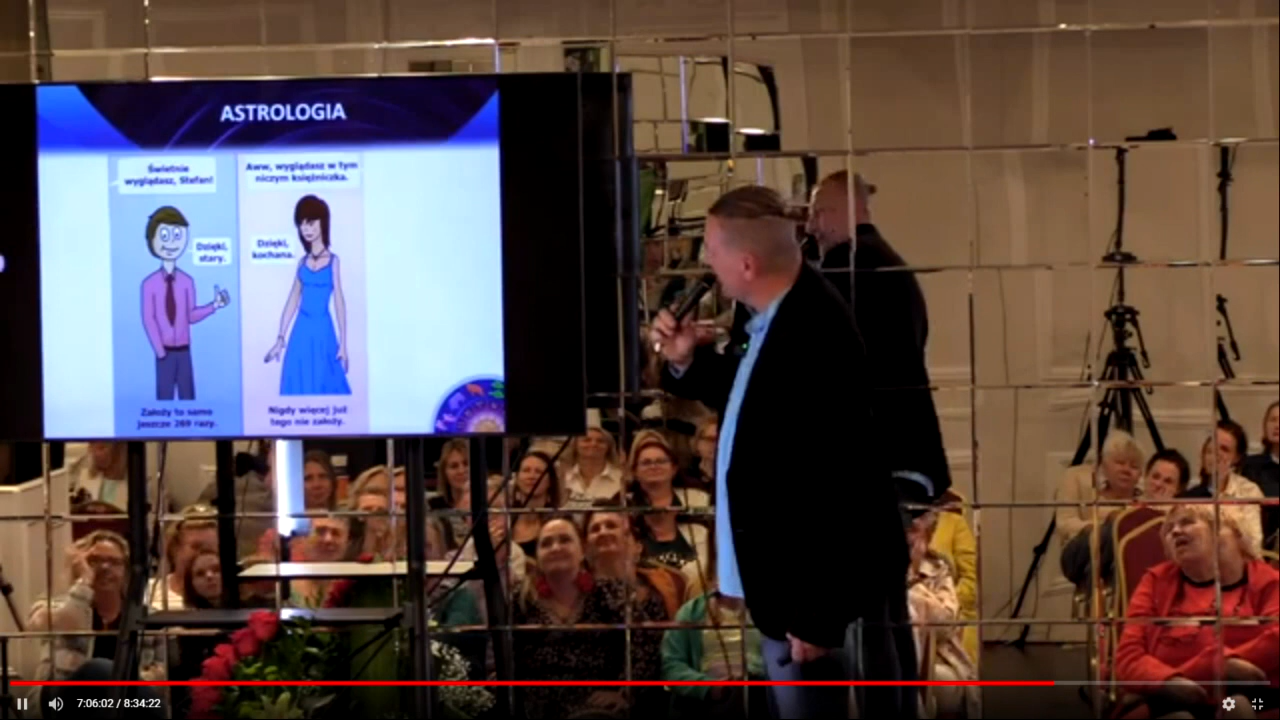 ASTROLOGIA
Świetnie
wyglądasz, Stefan!
Aww, wyglądasz w tym
niczym księżniczka.
Dzięki,
stary.
Dzięki,
kochana.
Założy to samo
jeszcze 269 razy.
Nigdy więcej już
tego nie założy.
7:06:02 / 8:34:22